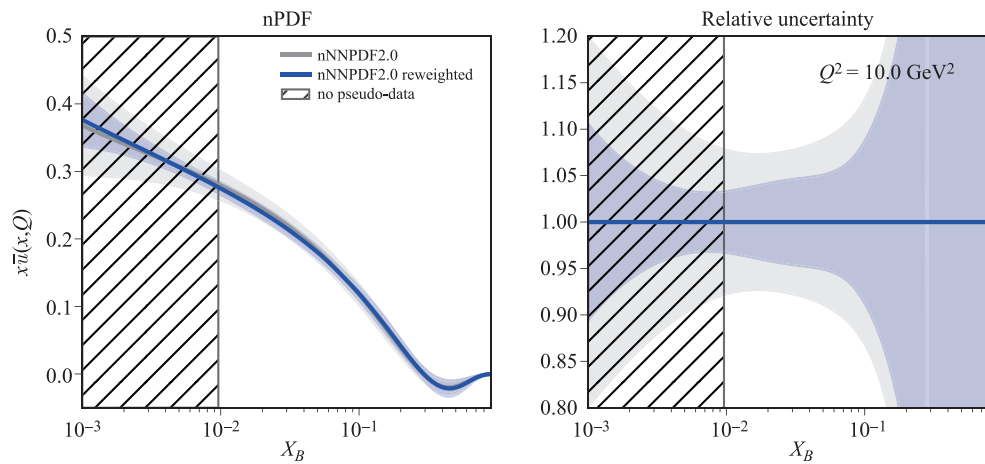 nPDF
nNNPDF2.0
nNNPDF2.0 reweighted
no pseudo-data
0.5
0.4
0.3
0.2
0.1
0.0
xu̅(x,Q)
10⁻³
10⁻²
10⁻¹
X_B
Relative uncertainty
Q² = 10.0 GeV²
1.20
1.15
1.10
1.05
1.00
0.95
0.90
0.85
0.80
10⁻³
10⁻²
10⁻¹
X_B